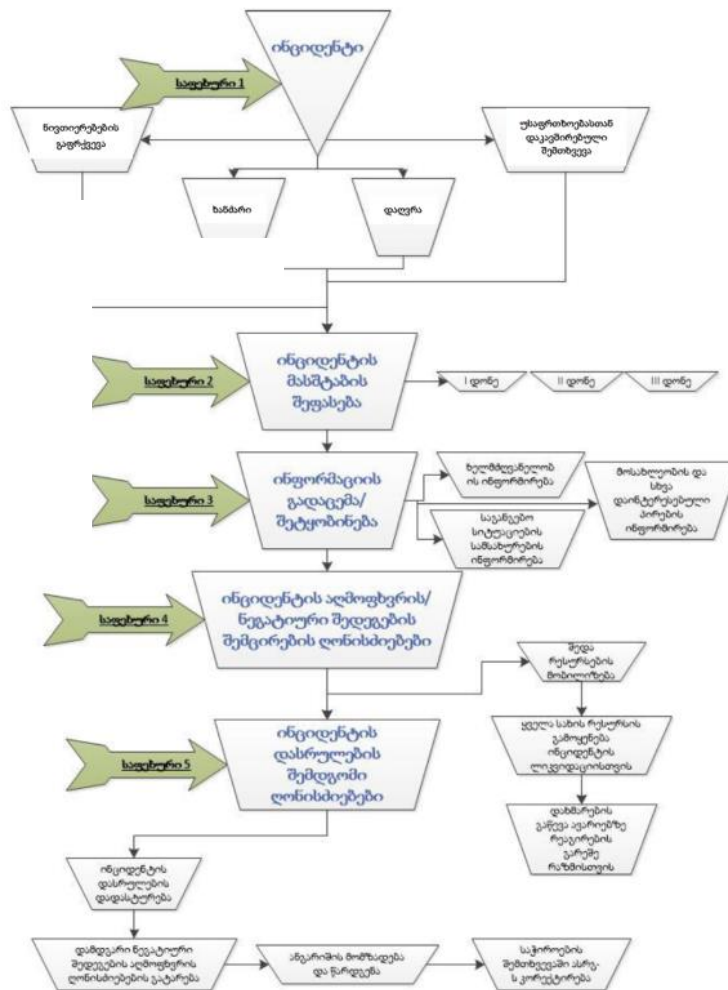 ინციდენტი
საფეხური 1
ნივთიერებების
გაფრქვევა
უსაფრთხოებასთან
დაკავშირებული
შემთხვევა
ხანძარი
დაღვრა
საფეხური 2
ინციდენტის
მასშტაბის
შეფასება
I დონე
II დონე
III დონე
საფეხური 3
ინფორმაციის
გადაცემა/
შეტყობინება
ხელმძღვანელობ
ის ინფორმირება
საგანგებო
სიტუაციების
სამსახურების
ინფორმირება
მოსახლეობის და
სხვა
დაინტერესებული
პირების
ინფორმირება
საფეხური 4
ინციდენტის აღმოფხვრის/
ნეგატიური შედეგების
შემცირების ღონისძიებები
შედა
რესურსების
მობილიზება
საფეხური 5
ინციდენტის
დასრულების
შემდგომი
ღონისძიებები
ყველა სახის რესურსის
გამოყენება
ინციდენტის
ლიკვიდაციისთვის
დახმარების
გაწევა ავარიებზე
რეაგირების
გარეშე
რაზმისთვის
ინციდენტის
დასრულების
დადასტურება
დამდგარი ნეგატიური
შედეგების აღმოფხვრის
ღონისძიებების გატარება
ანგარიშის მომზადება
და წარდგენა
საჭიროების
შემთხვევაში ასრგ-
ს კორექტირება